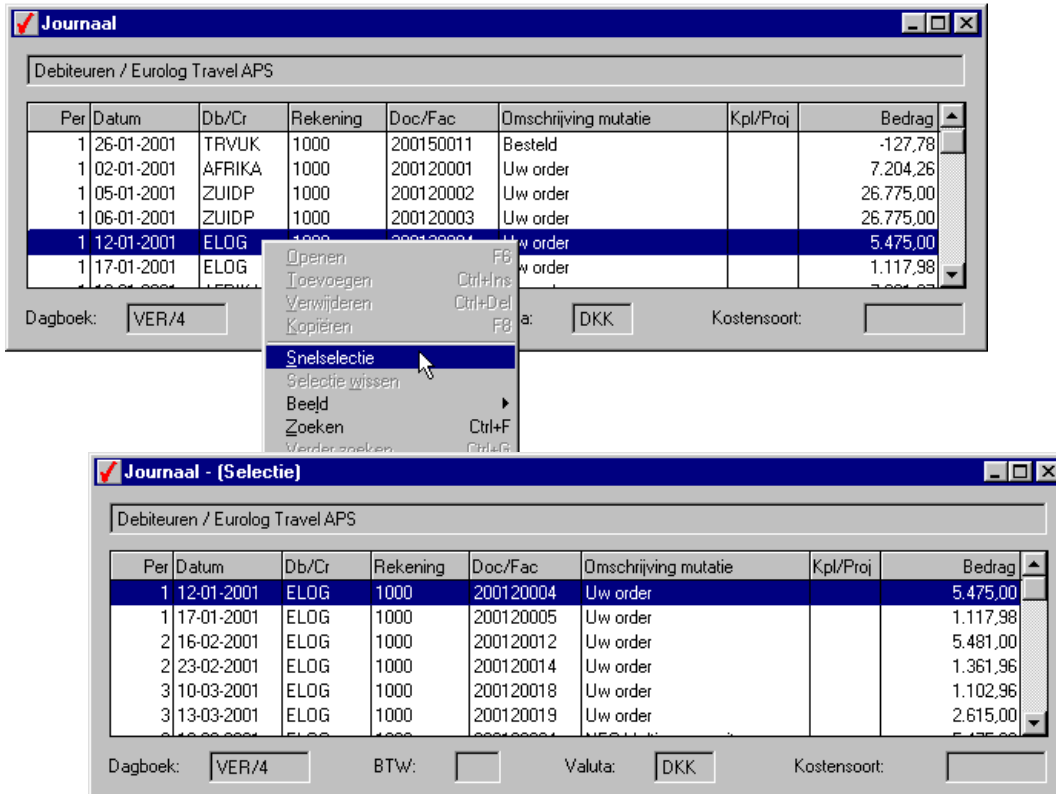 Journaal
Debiteuren / Eurolog Travel APS
Per Datum Db/Cr Rekening Doc/Fac Omschrijving mutatie Kpl/Proj Bedrag
1 26-01-2001 TRVUK 1000 200150011 Besteld -127,78
1 02-01-2001 AFRIKA 1000 200120001 Uw order 7.204,26
1 05-01-2001 ZUIDP 1000 200120002 Uw order 26.775,00
1 06-01-2001 ZUIDP 1000 200120003 Uw order 26.775,00
1 12-01-2001 ELOG w order 5.475,00
1 17-01-2001 ELOG w order 1.117,98
Dagboek: VER/4 a: DKK Kostensoort:
Openen F6
Toevoegen Ctrl+Ins
Verwijderen Ctrl+Del
Kopiëren F8
Snelselectie
Selectie wissen
Beeld
Zoeken Ctrl+F
Verder zoeken Ctrl+G
Journaal - (Selectie)
Debiteuren / Eurolog Travel APS
Per Datum Db/Cr Rekening Doc/Fac Omschrijving mutatie Kpl/Proj Bedrag
1 12-01-2001 ELOG 1000 200120004 Uw order 5.475,00
1 17-01-2001 ELOG 1000 200120005 Uw order 1.117,98
2 16-02-2001 ELOG 1000 200120012 Uw order 5.481,00
2 23-02-2001 ELOG 1000 200120014 Uw order 1.361,96
3 10-03-2001 ELOG 1000 200120018 Uw order 1.102,96
3 13-03-2001 ELOG 1000 200120019 Uw order 2.615,00
Dagboek: VER/4 BTW: Valuta: DKK Kostensoort: